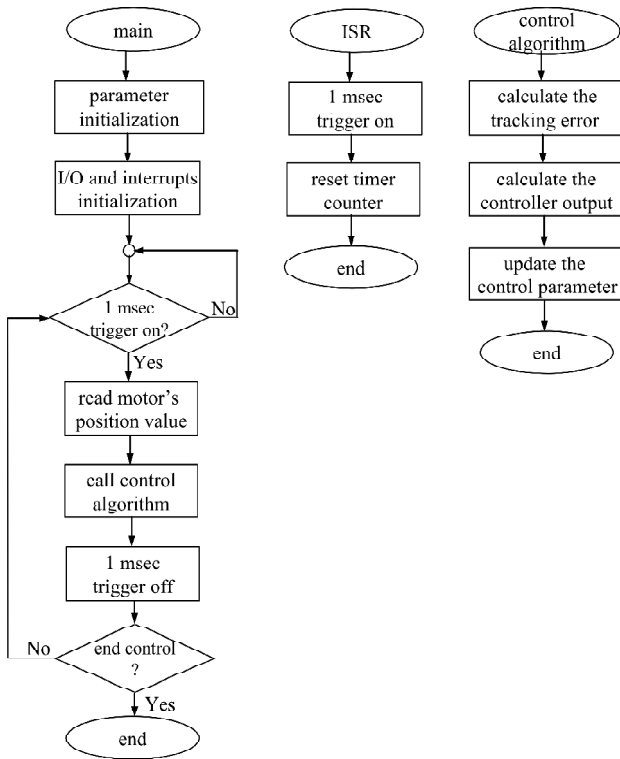 main
parameter
initialization
I/O and interrupts
initialization
1 msec
trigger on?
No
Yes
read motor's
position value
call control
algorithm
1 msec
trigger off
No
end control
?
Yes
end
ISR
1 msec
trigger on
reset timer
counter
end
control
algorithm
calculate the
tracking error
calculate the
controller output
update the
control parameter
end